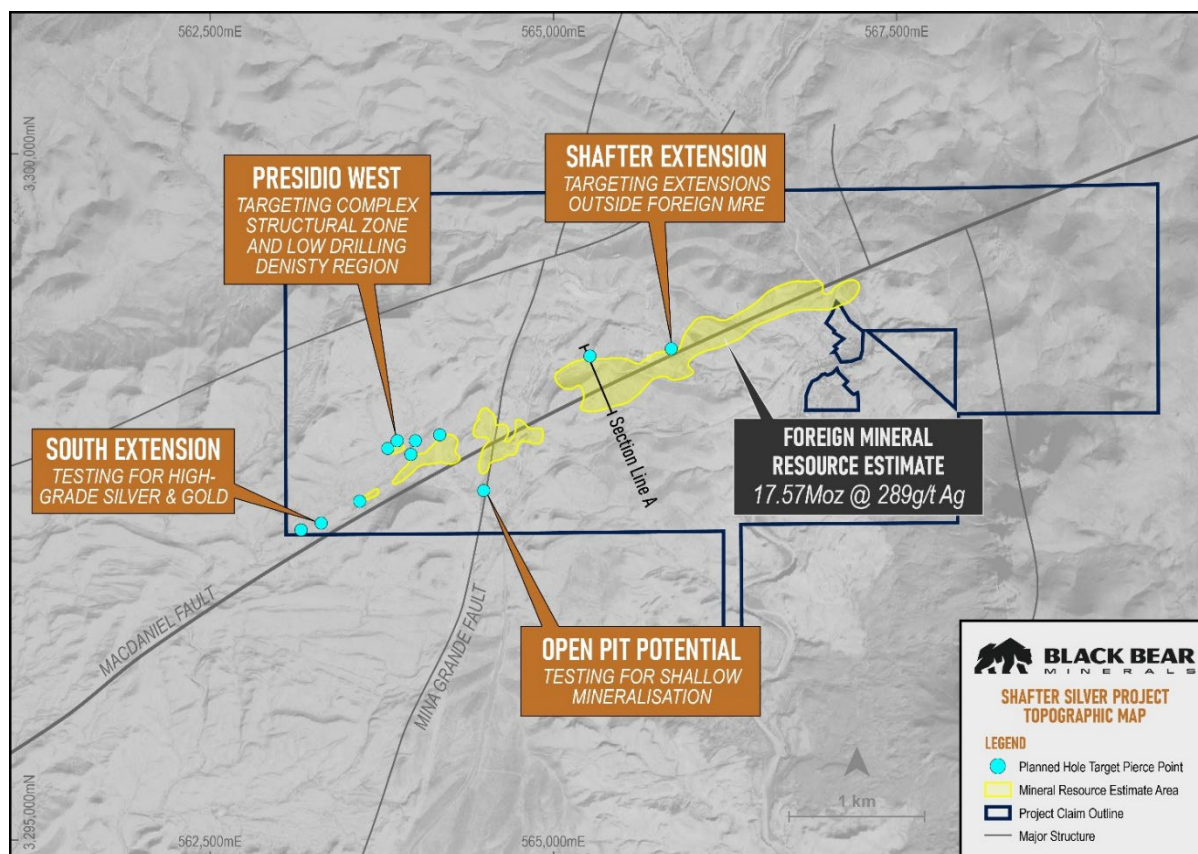 562,500mE
565,000mE
567,500mE
3,300,000mN
PRESIDIO WEST
TARGETING COMPLEX
STRUCTURAL ZONE
AND LOW DRILLING
DENISTY REGION
SHAFTER EXTENSION
TARGETING EXTENSIONS
OUTSIDE FOREIGN MRE
SOUTH EXTENSION
TESTING FOR HIGH-
GRADE SILVER & GOLD
Section Line A
FOREIGN MINERAL
RESOURCE ESTIMATE
17.57Moz @ 289g/t Ag
MACDANIEL FAULT
MINA GRANDE FAULT
OPEN PIT POTENTIAL
TESTING FOR SHALLOW
MINERALISATION
1 km
3,295,000mN
562,500mE
565,000mE
BLACK BEAR
MINERALS
SHAFTER SILVER PROJECT
TOPOGRAPHIC MAP
LEGEND
Planned Hole Target Pierce Point
Mineral Resource Estimate Area
Project Claim Outline
Major Structure